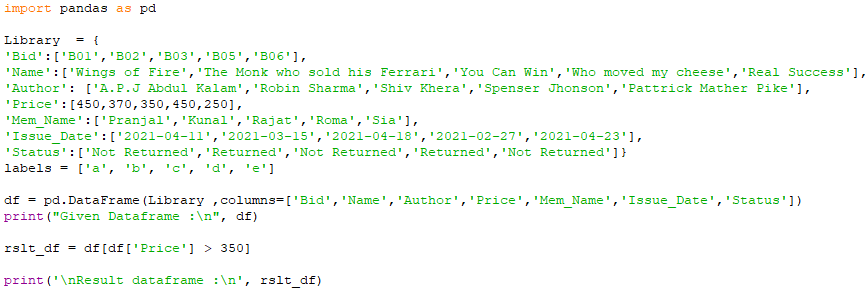 import pandas as pd
Library  = {
'Bid':['B01','B02','B03','B05','B06'],
'Name':['Wings of Fire','The Monk who sold his Ferrari','You Can Win','Who moved my cheese','Real Success'],
'Author': ['A.P.J Abdul Kalam','Robin Sharma','Shiv Khera','Spenser Jhonson','Pattrick Mather Pike'],
'Price':[450,370,350,450,250],
'Mem_Name':['Pranjal','Kunal','Rajat','Roma','Sia'],
'Issue_Date':['2021-04-11','2021-03-15','2021-04-18','2021-02-27','2021-04-23'],
'Status':['Not Returned','Returned','Not Returned','Returned','Not Returned']}
labels = ['a', 'b', 'c', 'd', 'e']
df = pd.DataFrame(Library ,columns=['Bid','Name','Author','Price','Mem_Name','Issue_Date','Status'])
print("Given Dataframe :\n", df)
rslt_df = df[df['Price'] > 350]
print('\nResult dataframe :\n', rslt_df)